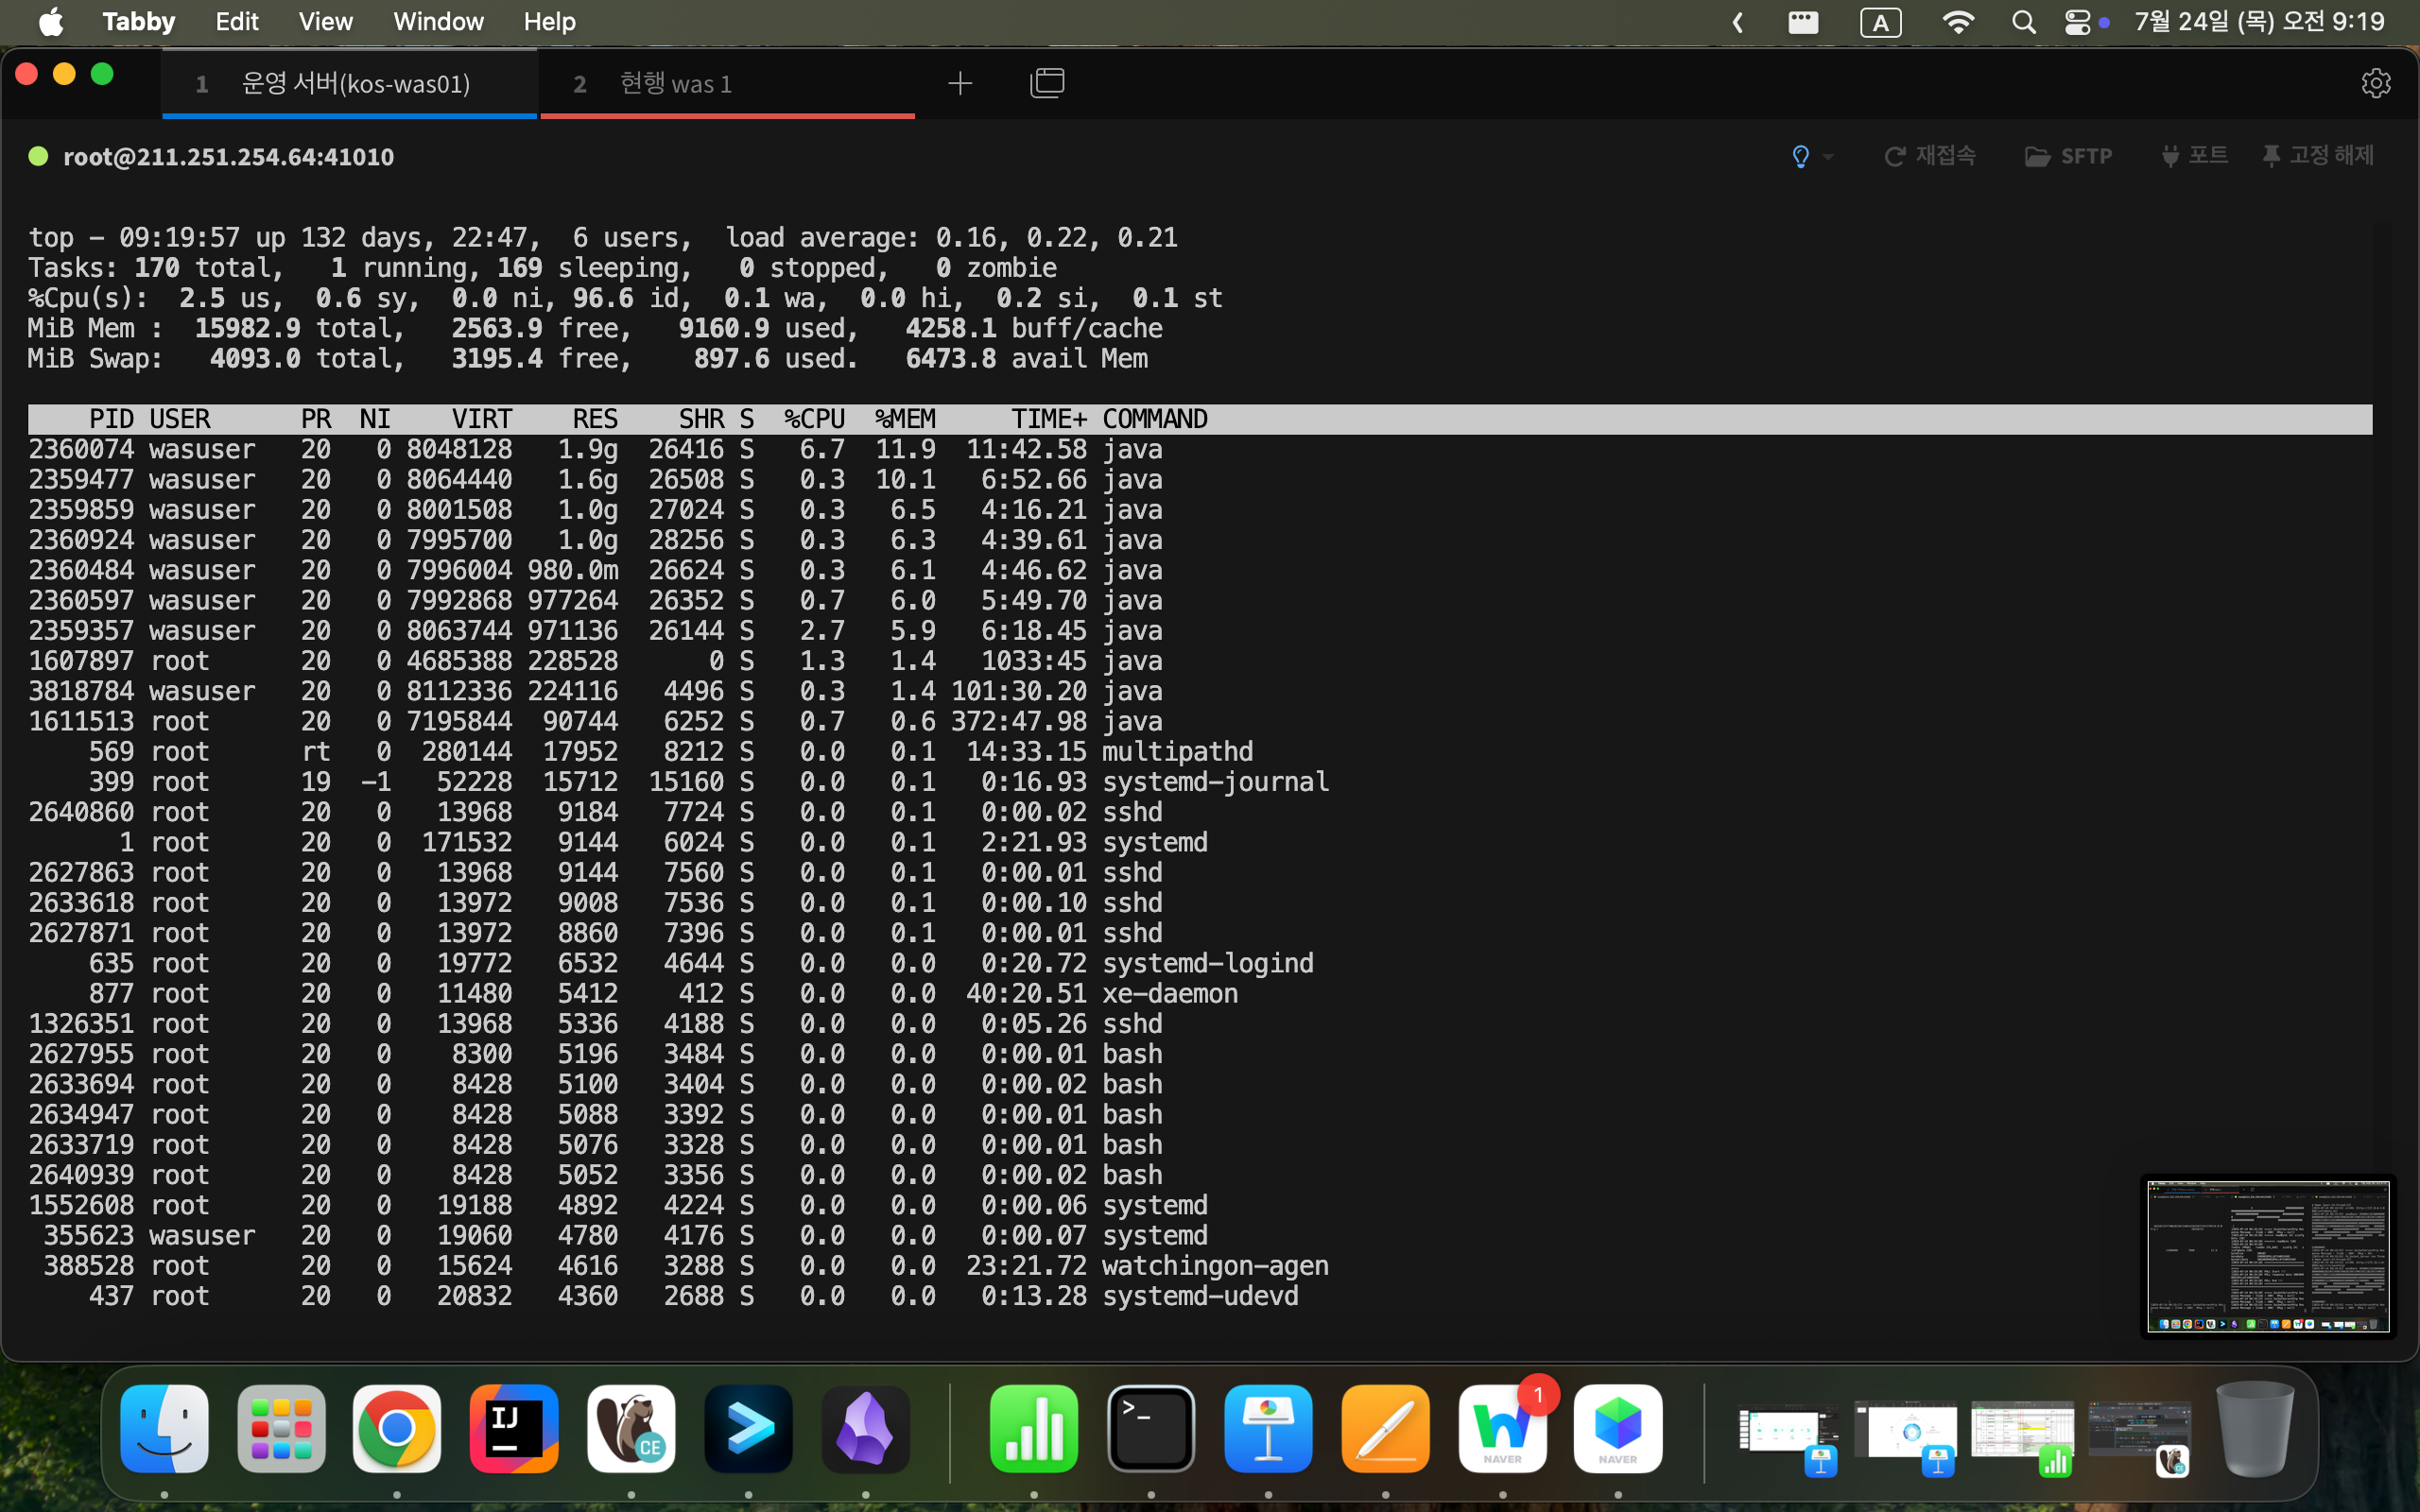 Tabby Edit View Window Help A 7월 24일 (목) 오전 9:19
1 운영 서버(kos-was01) 2 현행 was 1
root@211.251.254.64:41010 재접속 SFTP 포트 고정 해제
top - 09:19:57 up 132 days, 22:47, 6 users, load average: 0.16, 0.22, 0.21
Tasks: 170 total, 1 running, 169 sleeping, 0 stopped, 0 zombie
%Cpu(s): 2.5 us, 0.6 sy, 0.0 ni, 96.6 id, 0.1 wa, 0.0 hi, 0.2 si, 0.1 st
MiB Mem : 15982.9 total, 2563.9 free, 9160.9 used, 4258.1 buff/cache
MiB Swap: 4093.0 total, 3195.4 free, 897.6 used. 6473.8 avail Mem
PID USER PR NI VIRT RES SHR S %CPU %MEM TIME+ COMMAND
2360074 wasuser 20 0 8048128 1.9g 26416 S 6.7 11.9 11:42.58 java
2359477 wasuser 20 0 8064440 1.6g 26508 S 0.3 10.1 6:52.66 java
2359859 wasuser 20 0 8001508 1.0g 27024 S 0.3 6.5 4:16.21 java
2360924 wasuser 20 0 7995700 1.0g 28256 S 0.3 6.3 4:39.61 java
2360484 wasuser 20 0 7996004 980.0m 26624 S 0.3 6.1 4:46.62 java
2360597 wasuser 20 0 7992868 977264 26352 S 0.7 6.0 5:49.70 java
2359357 wasuser 20 0 8063744 971136 26144 S 2.7 5.9 6:18.45 java
1607897 root 20 0 4685388 228528 0 S 1.3 1.4 1033:45 java
3818784 wasuser 20 0 8112336 224116 4496 S 0.3 1.4 101:30.20 java
1611513 root 20 0 7195844 90744 6252 S 0.7 0.6 372:47.98 java
569 root rt 0 280144 17952 8212 S 0.0 0.1 14:33.15 multipathd
399 root 19 -1 52228 15712 15160 S 0.0 0.1 0:16.93 systemd-journal
2640860 root 20 0 13968 9184 7724 S 0.0 0.1 0:00.02 sshd
1 root 20 0 171532 9144 6024 S 0.0 0.1 2:21.93 systemd
2627863 root 20 0 13968 9144 7560 S 0.0 0.1 0:00.01 sshd
2633618 root 20 0 13972 9008 7536 S 0.0 0.1 0:00.10 sshd
2627871 root 20 0 13972 8860 7396 S 0.0 0.1 0:00.01 sshd
635 root 20 0 19772 6532 4644 S 0.0 0.0 0:20.72 systemd-logind
877 root 20 0 11480 5412 412 S 0.0 0.0 40:20.51 xe-daemon
1326351 root 20 0 13968 5336 4188 S 0.0 0.0 0:05.26 sshd
2627955 root 20 0 8300 5196 3484 S 0.0 0.0 0:00.01 bash
2633694 root 20 0 8428 5100 3404 S 0.0 0.0 0:00.02 bash
2634947 root 20 0 8428 5088 3392 S 0.0 0.0 0:00.01 bash
2633719 root 20 0 8428 5076 3328 S 0.0 0.0 0:00.01 bash
2640939 root 20 0 8428 5052 3356 S 0.0 0.0 0:00.02 bash
1552608 root 20 0 19188 4892 4224 S 0.0 0.0 0:00.06 systemd
355623 wasuser 20 0 19060 4780 4176 S 0.0 0.0 0:00.07 systemd
388528 root 20 0 15624 4616 3288 S 0.0 0.0 23:21.72 watchingon-agen
437 root 20 0 20832 4360 2688 S 0.0 0.0 0:13.28 systemd-udevd
IJ CE >_ 1
NAVER NAVER